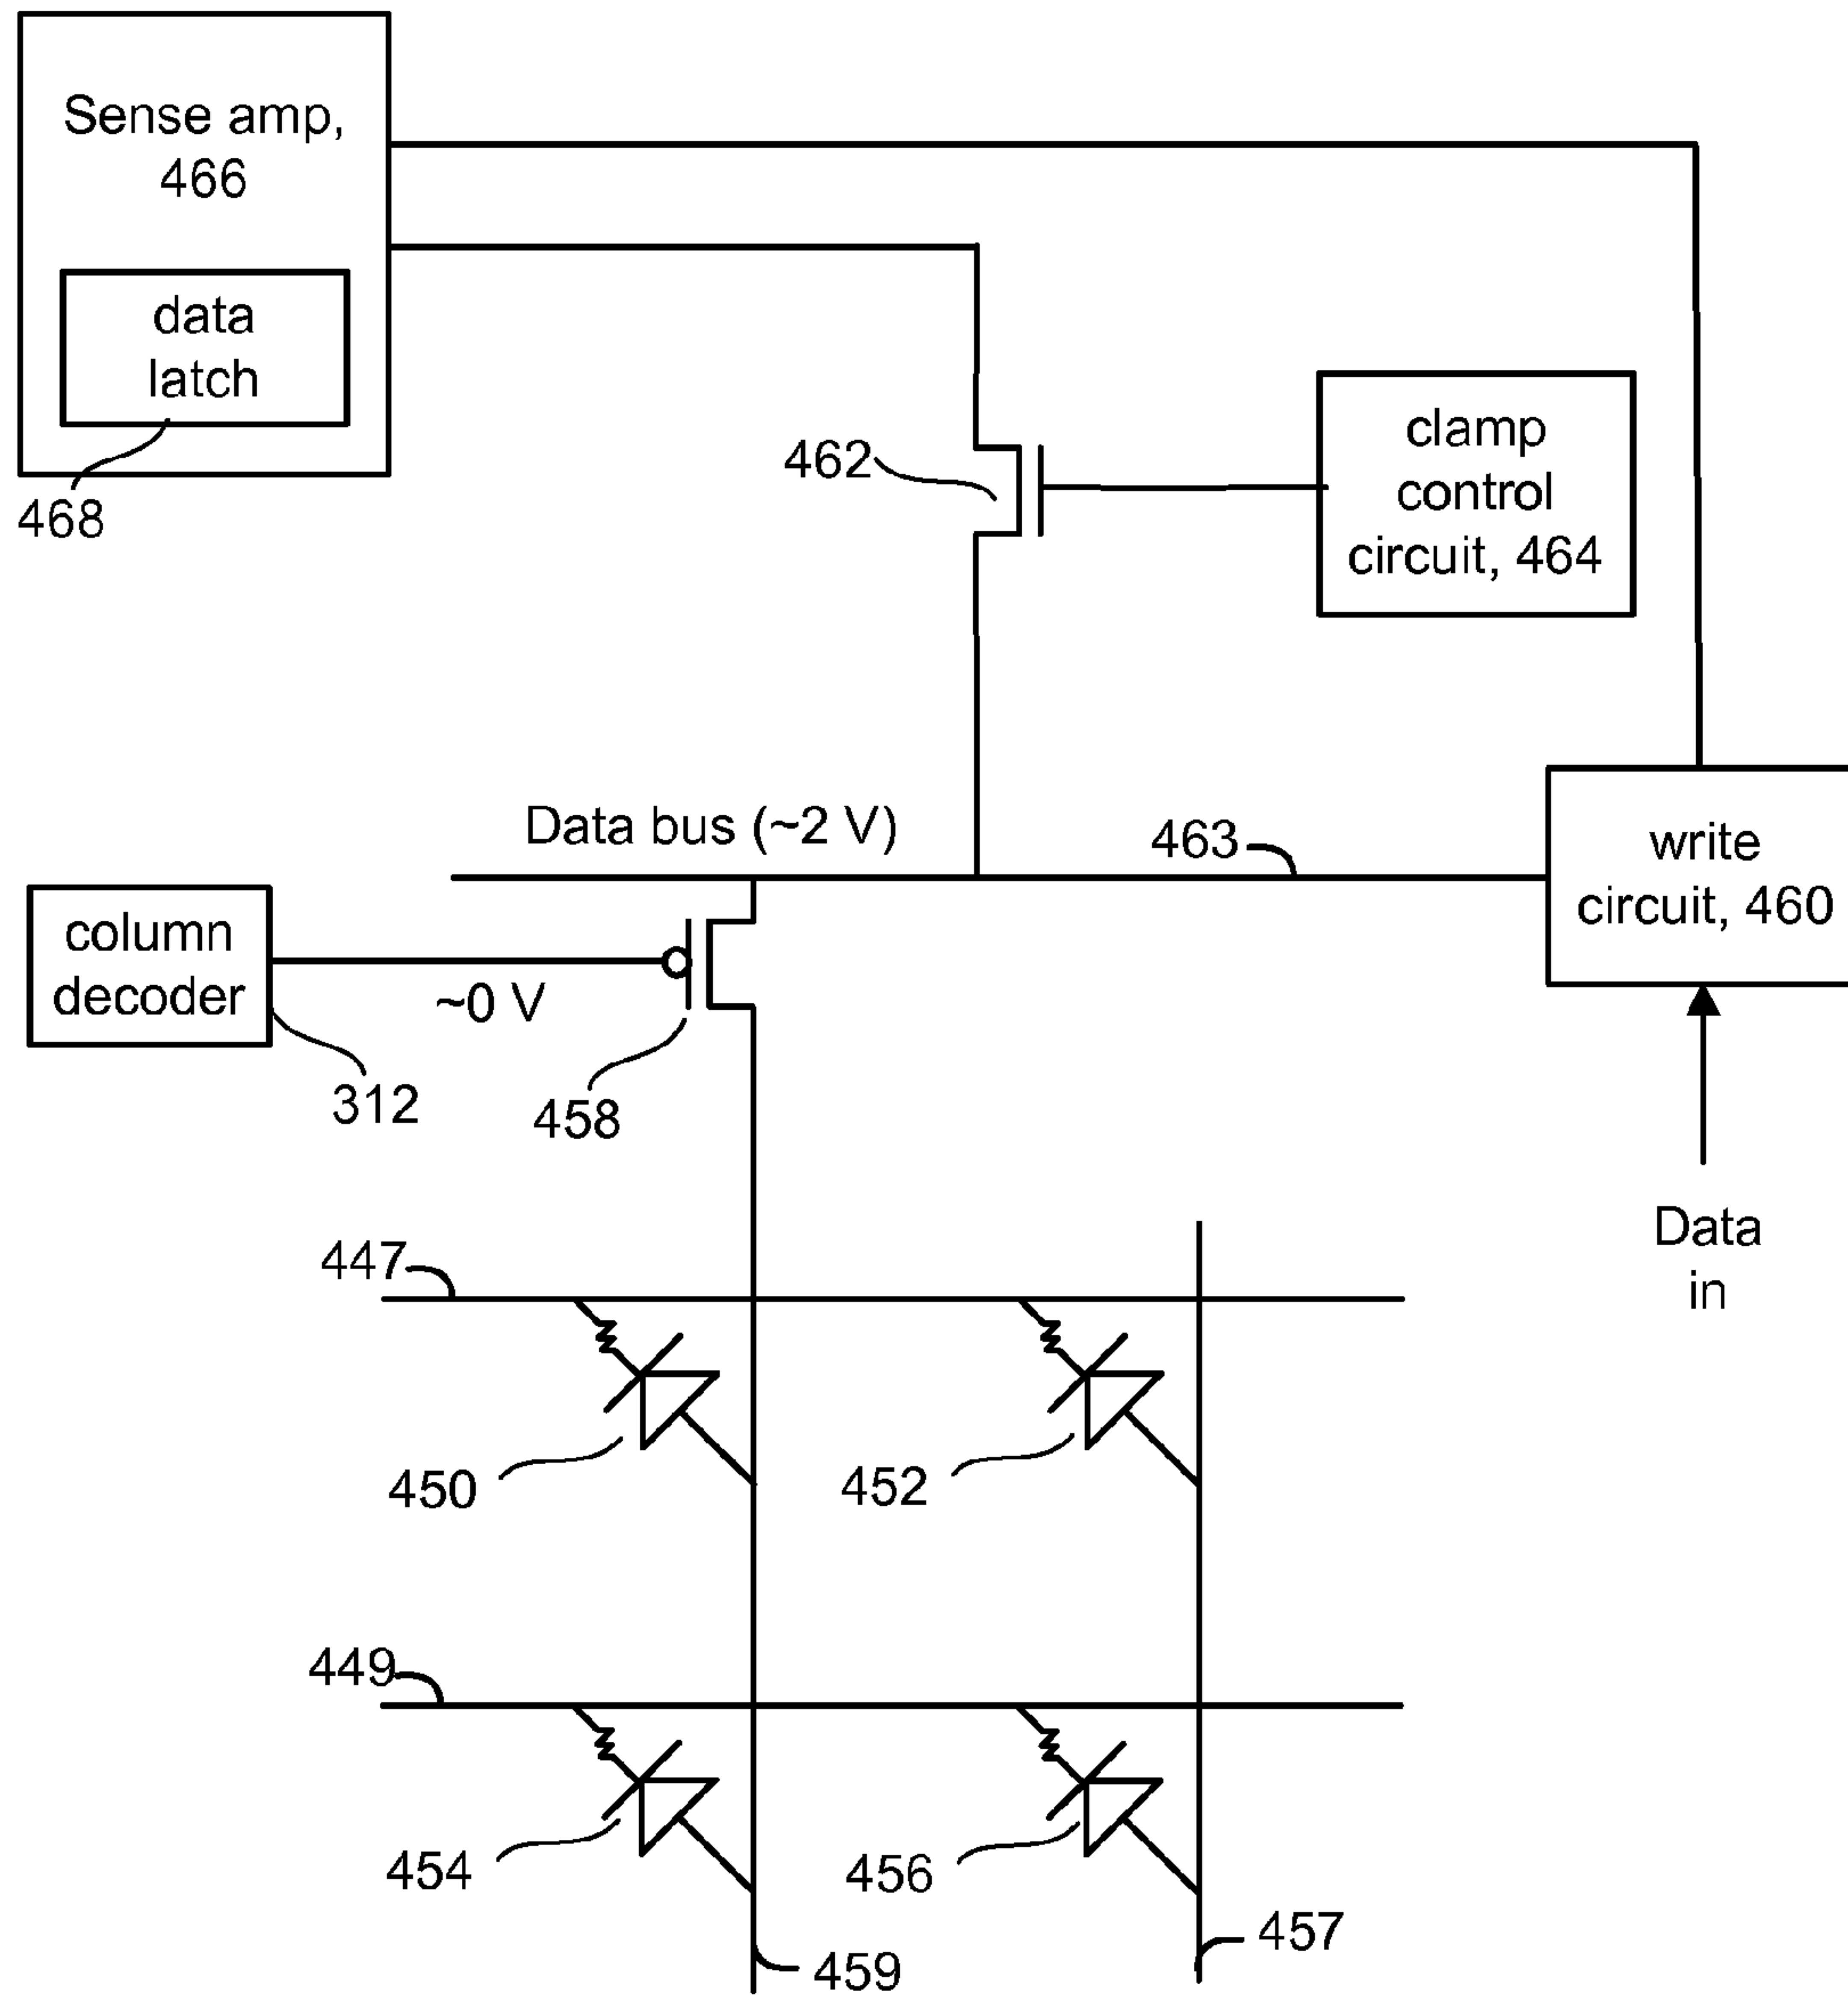 Sense amp,
466
data
latch
468
462
clamp
control
circuit, 464
Data bus (~2 V)
463
write
circuit, 460
column
decoder
~0 V
312
458
Data
in
447
450
452
449
454
456
457
459